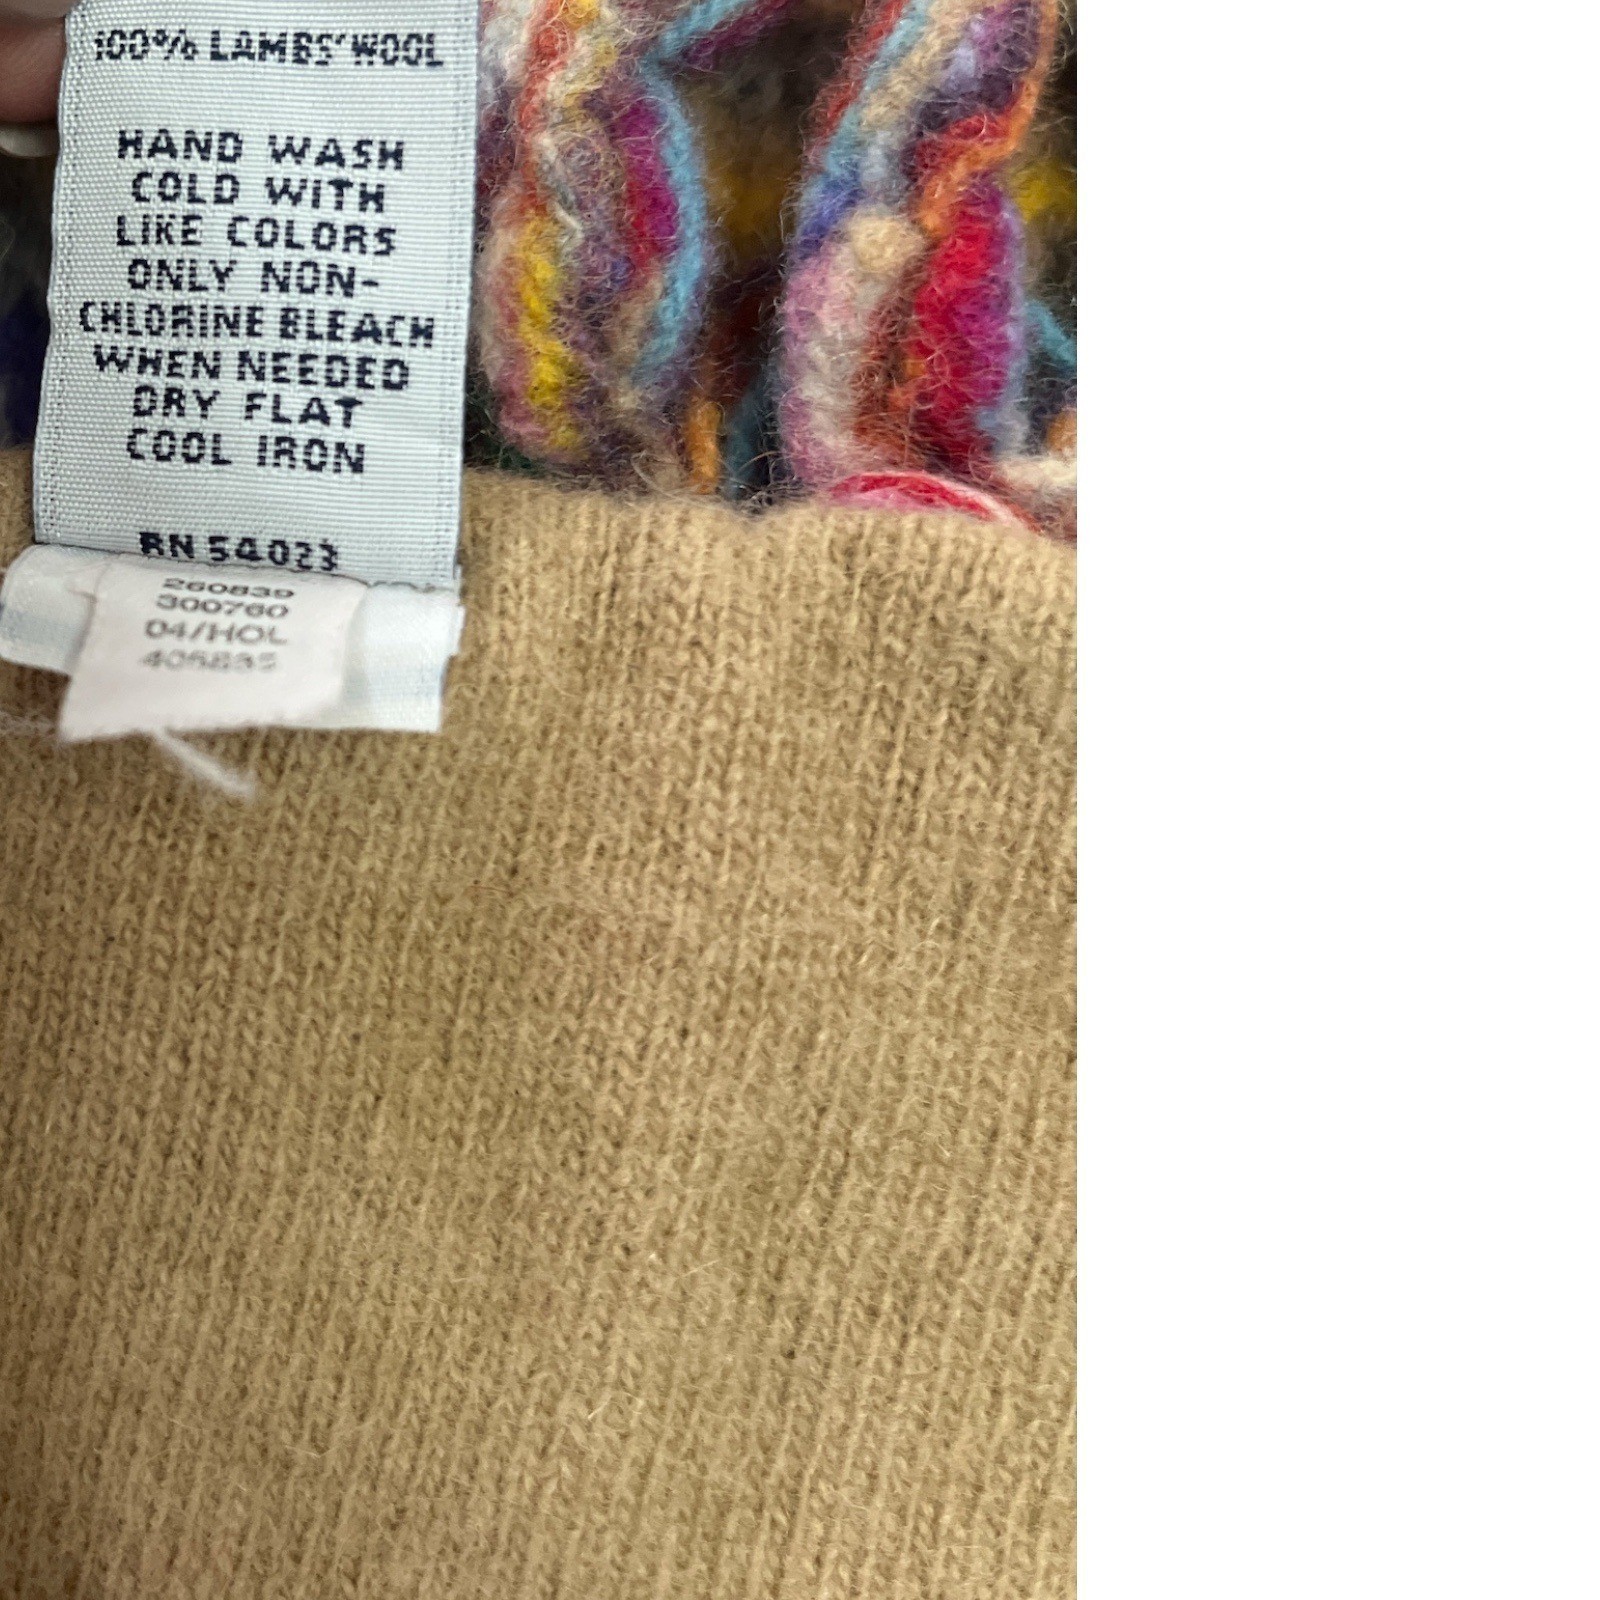 100% LAMBS' WOOL
HAND WASH
COLD WITH
LIKE COLORS
ONLY NON-
CHLORINE BLEACH
WHEN NEEDED
DRY FLAT
COOL IRON
RN 54023
260839
300760
04/HOL